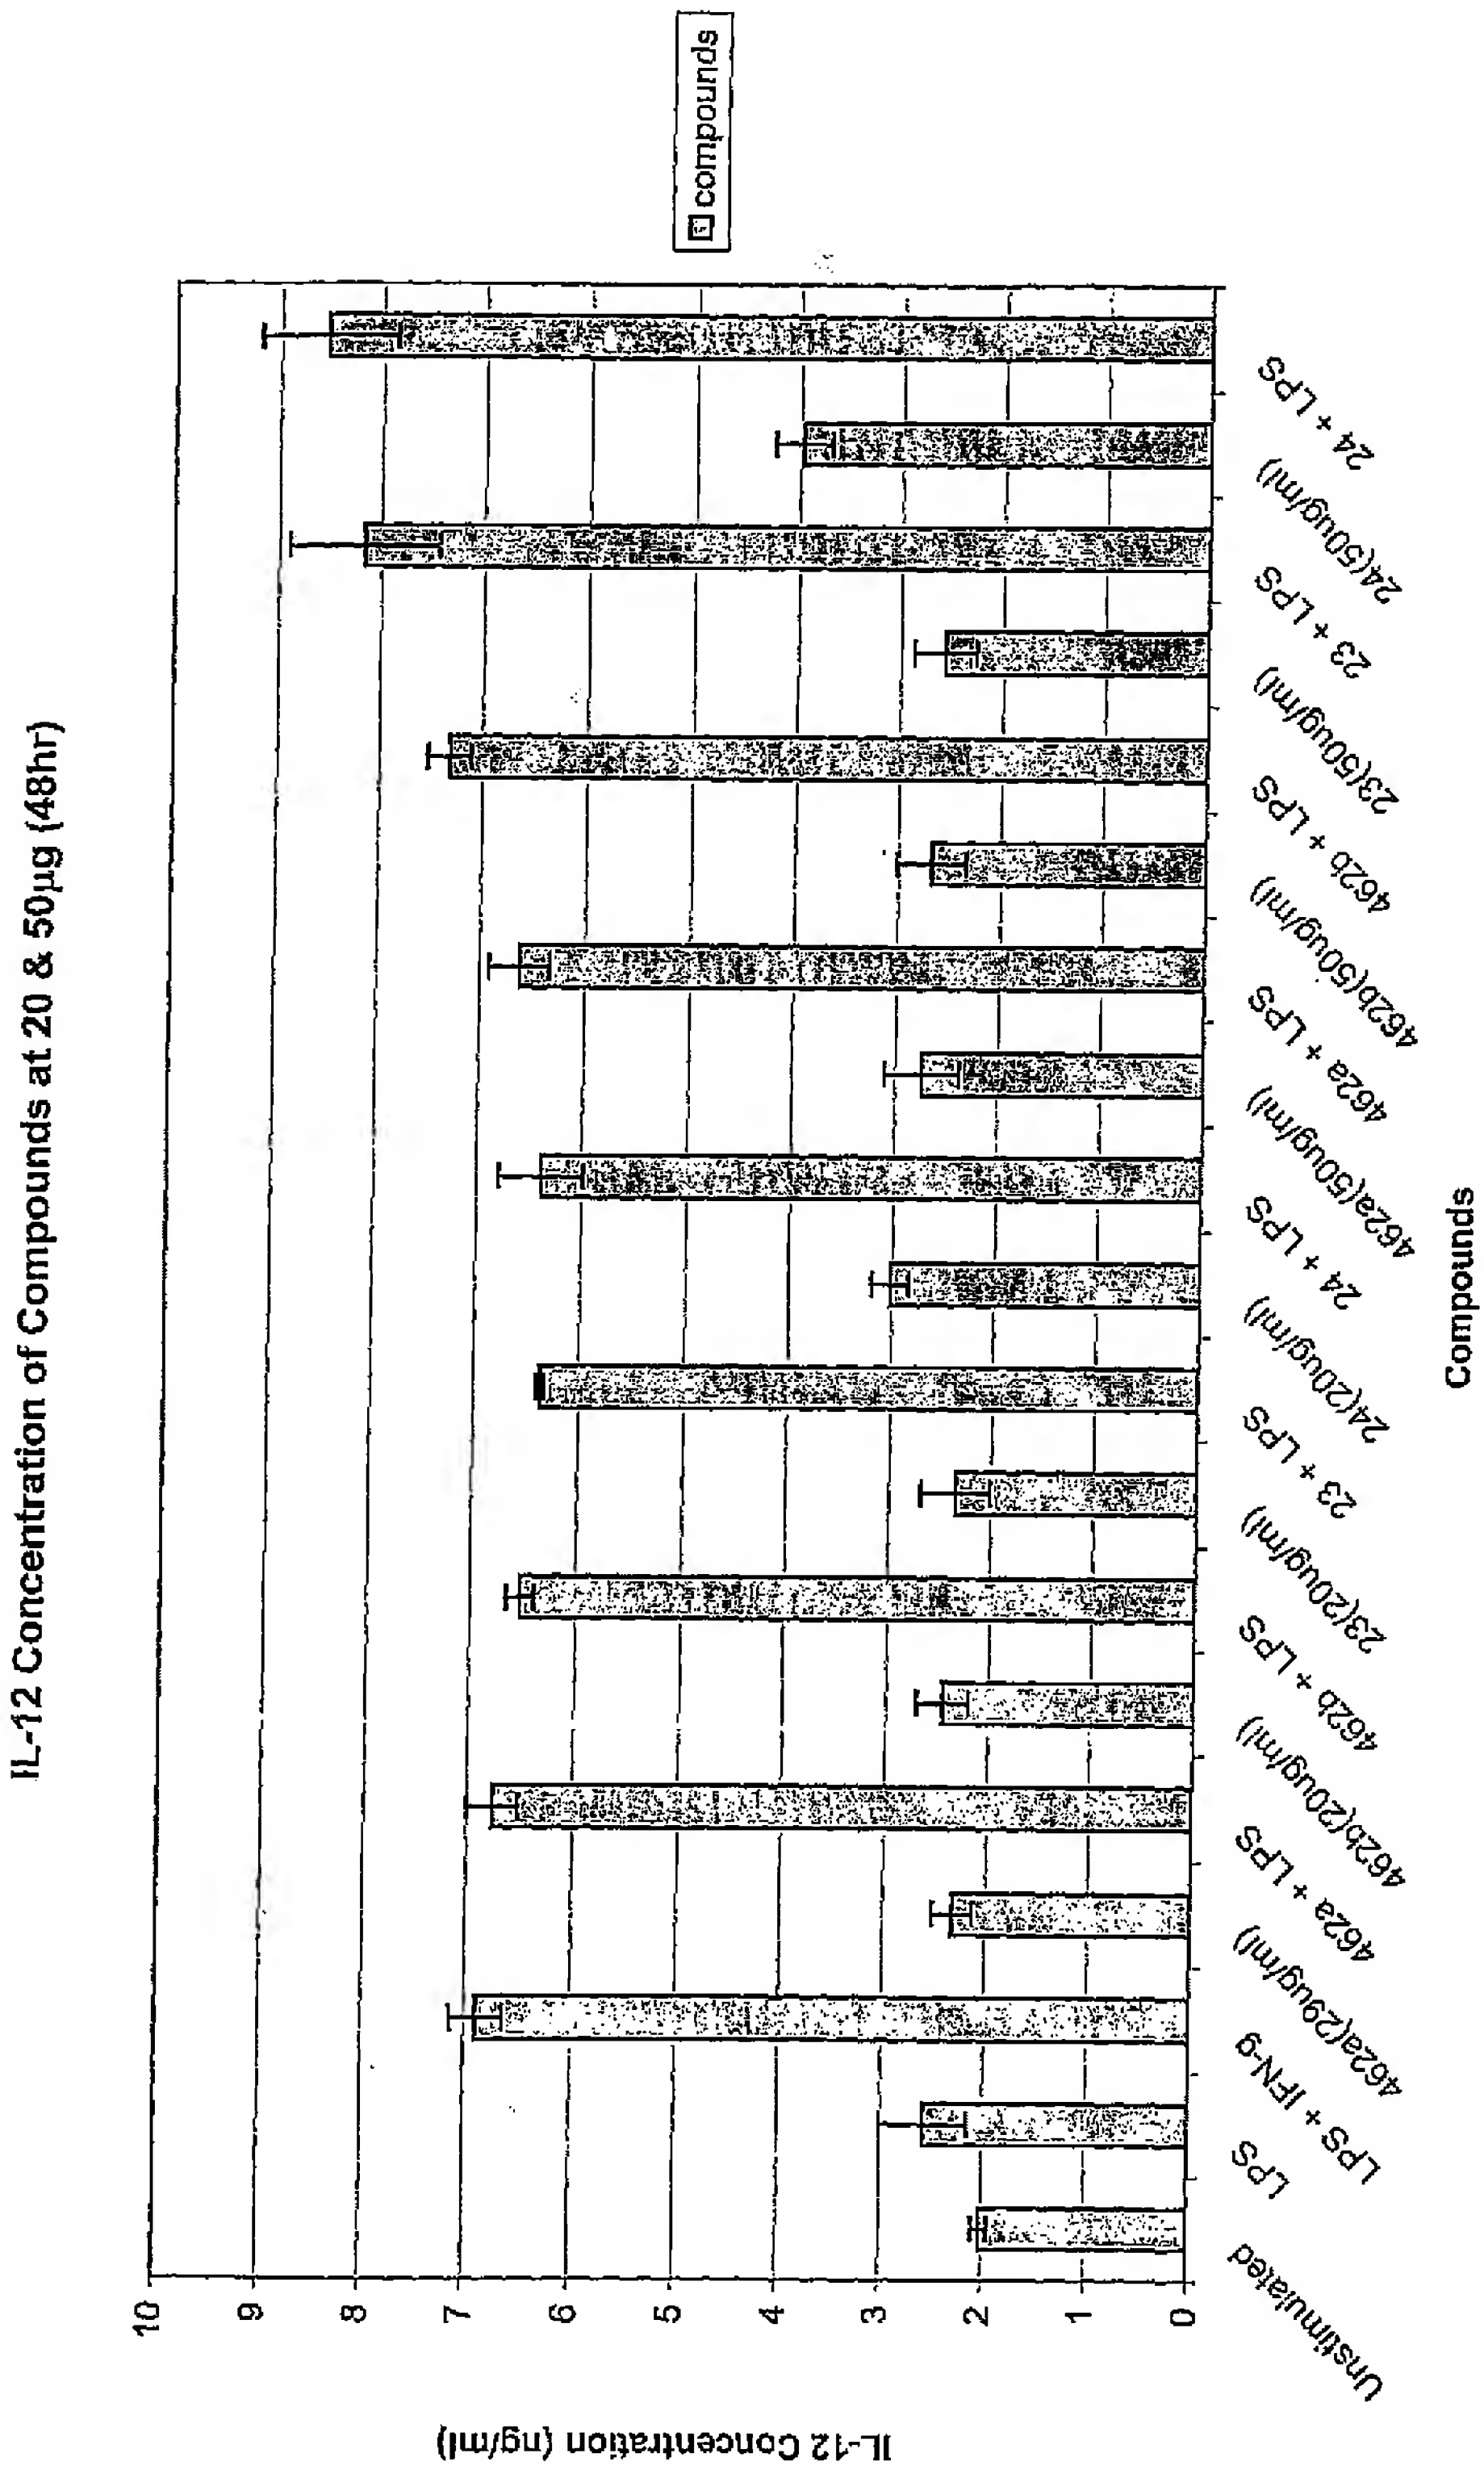 IL-12 Concentration of Compounds at 20 & 50µg (48hr)
IL-12 Concentration (ng/ml)
10
9
8
7
6
5
4
3
2
1
0
Unstimulated
LPS
LPS + IFN-g
462a(29ug/ml)
462a + LPS
462b(20ug/ml)
462b + LPS
23(20ug/ml)
23 + LPS
24(20ug/ml)
24 + LPS
462a(50ug/ml)
462a + LPS
462b(50ug/ml)
462b + LPS
23(50ug/ml)
23 + LPS
24(50ug/ml)
24 + LPS
Compounds
compounds